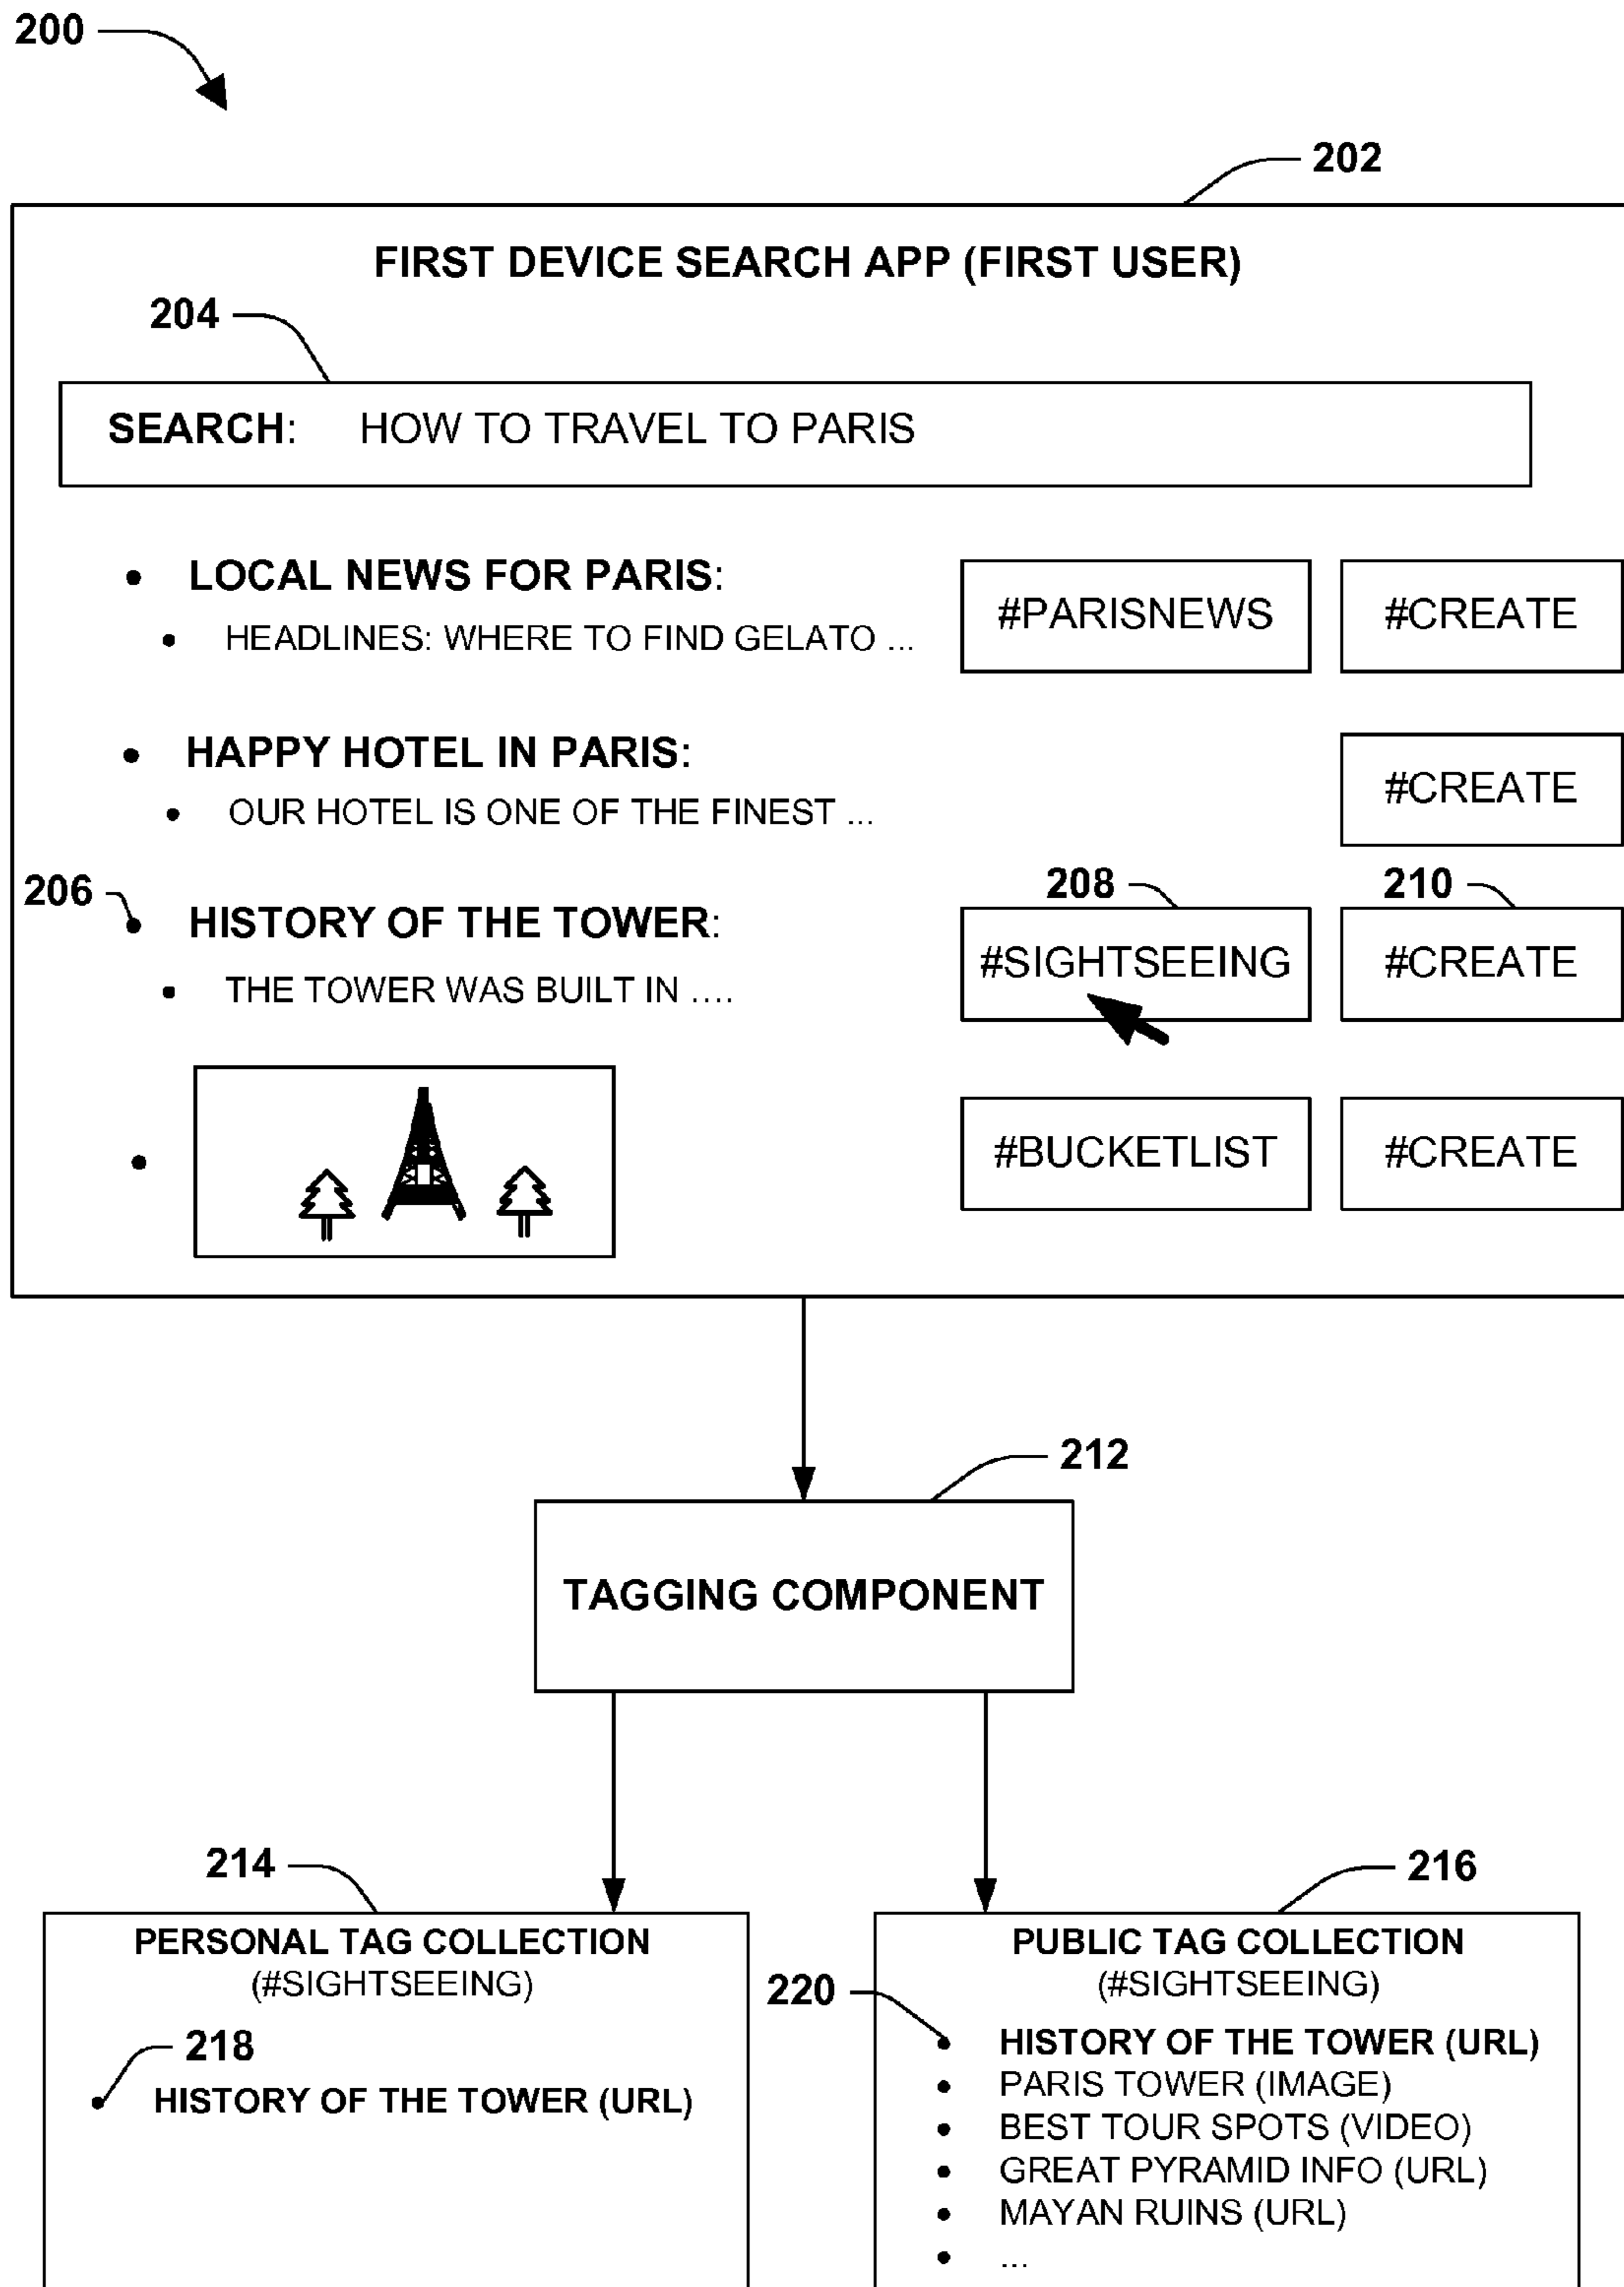 200
202
FIRST DEVICE SEARCH APP (FIRST USER)
204
SEARCH: HOW TO TRAVEL TO PARIS
• LOCAL NEWS FOR PARIS:
• HEADLINES: WHERE TO FIND GELATO ...
#PARISNEWS
#CREATE
• HAPPY HOTEL IN PARIS:
• OUR HOTEL IS ONE OF THE FINEST ...
#CREATE
206
208
210
• HISTORY OF THE TOWER:
• THE TOWER WAS BUILT IN ....
#SIGHTSEEING
#CREATE
#BUCKETLIST
#CREATE
212
TAGGING COMPONENT
214
PERSONAL TAG COLLECTION
(#SIGHTSEEING)
218
• HISTORY OF THE TOWER (URL)
216
PUBLIC TAG COLLECTION
(#SIGHTSEEING)
220
• HISTORY OF THE TOWER (URL)
• PARIS TOWER (IMAGE)
• BEST TOUR SPOTS (VIDEO)
• GREAT PYRAMID INFO (URL)
• MAYAN RUINS (URL)
• ...